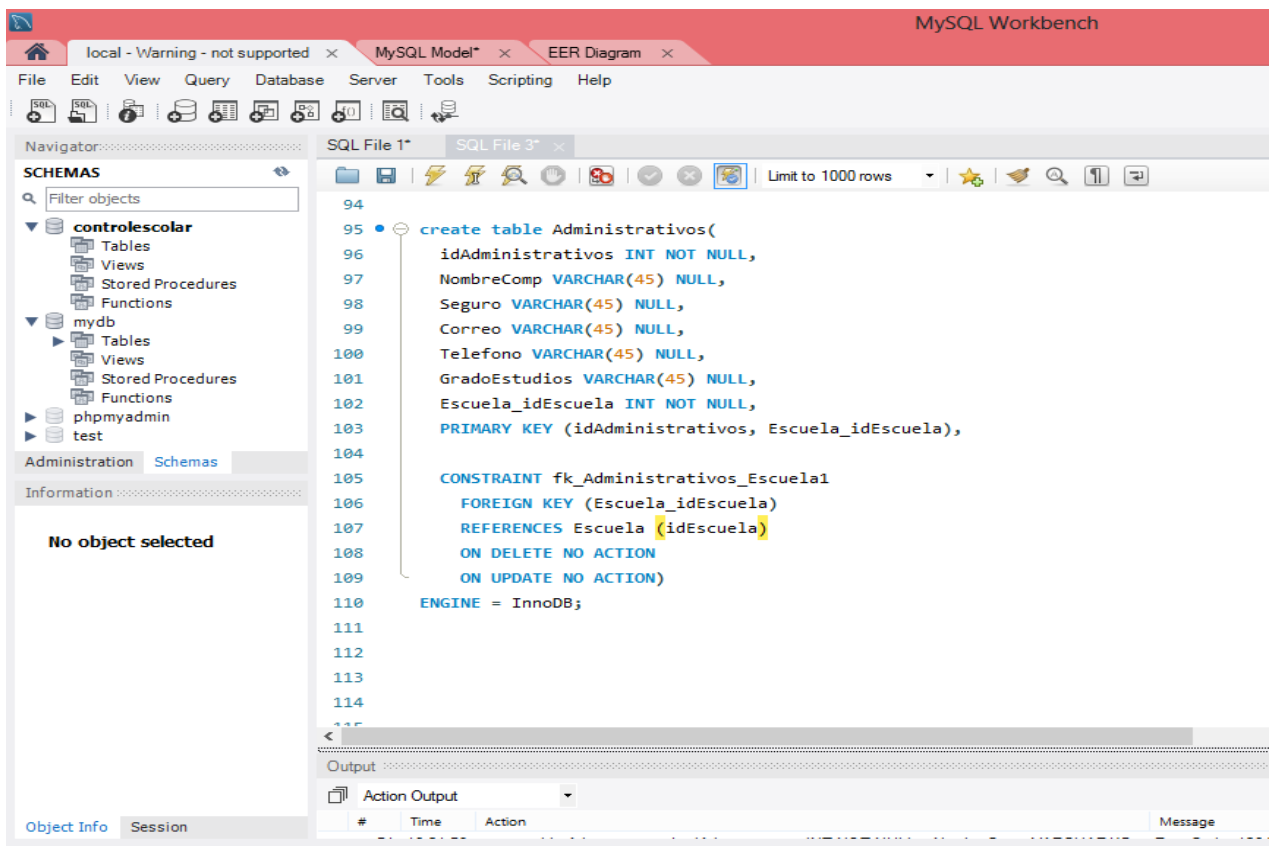 MySQL Workbench
local - Warning - not supported × MySQL Model* × EER Diagram ×
File Edit View Query Database Server Tools Scripting Help
Navigator
SQL File 1* SQL File 3* ×
SCHEMAS
Limit to 1000 rows
Filter objects
controlescolar
Tables
Views
Stored Procedures
Functions
mydb
Tables
Views
Stored Procedures
Functions
phpmyadmin
test
Administration Schemas
Information
No object selected
Object Info Session
94
95 create table Administrativos(
96 idAdministrativos INT NOT NULL,
97 NombreComp VARCHAR(45) NULL,
98 Seguro VARCHAR(45) NULL,
99 Correo VARCHAR(45) NULL,
100 Telefono VARCHAR(45) NULL,
101 GradoEstudios VARCHAR(45) NULL,
102 Escuela_idEscuela INT NOT NULL,
103 PRIMARY KEY (idAdministrativos, Escuela_idEscuela),
104
105 CONSTRAINT fk_Administrativos_Escuela1
106 FOREIGN KEY (Escuela_idEscuela)
107 REFERENCES Escuela (idEscuela)
108 ON DELETE NO ACTION
109 ON UPDATE NO ACTION)
110 ENGINE = InnoDB;
111
112
113
114
Output
Action Output
# Time Action Message